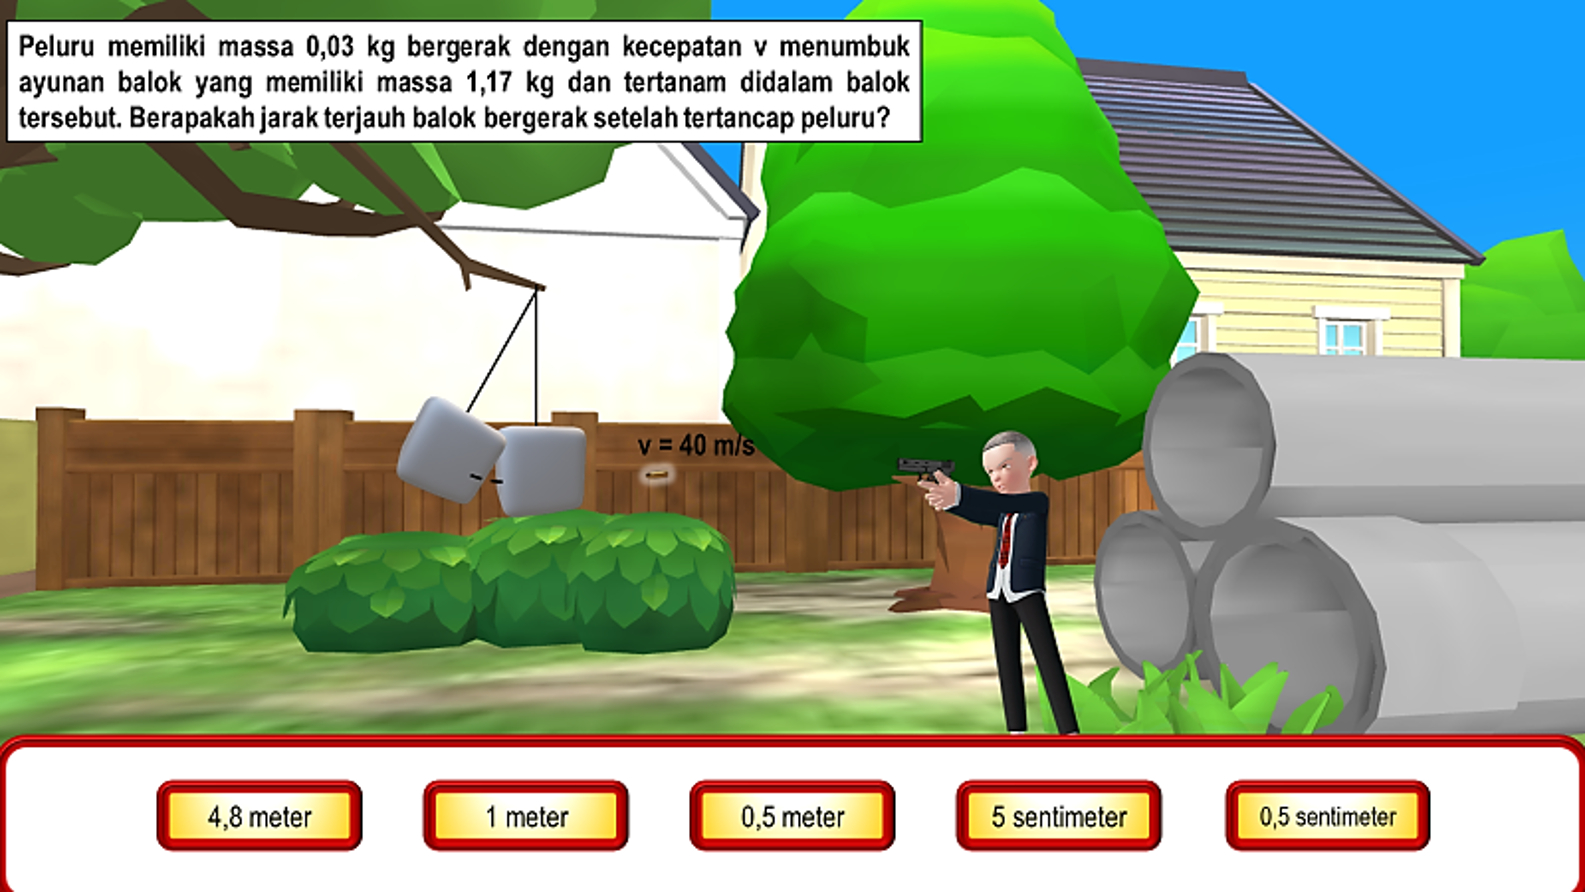 Peluru memiliki massa 0,03 kg bergerak dengan kecepatan v menumbuk
ayunan balok yang memiliki massa 1,17 kg dan tertanam didalam balok
tersebut. Berapakah jarak terjauh balok bergerak setelah tertancap peluru?
v = 40 m/s
4,8 meter
1 meter
0,5 meter
5 sentimeter
0,5 sentimeter